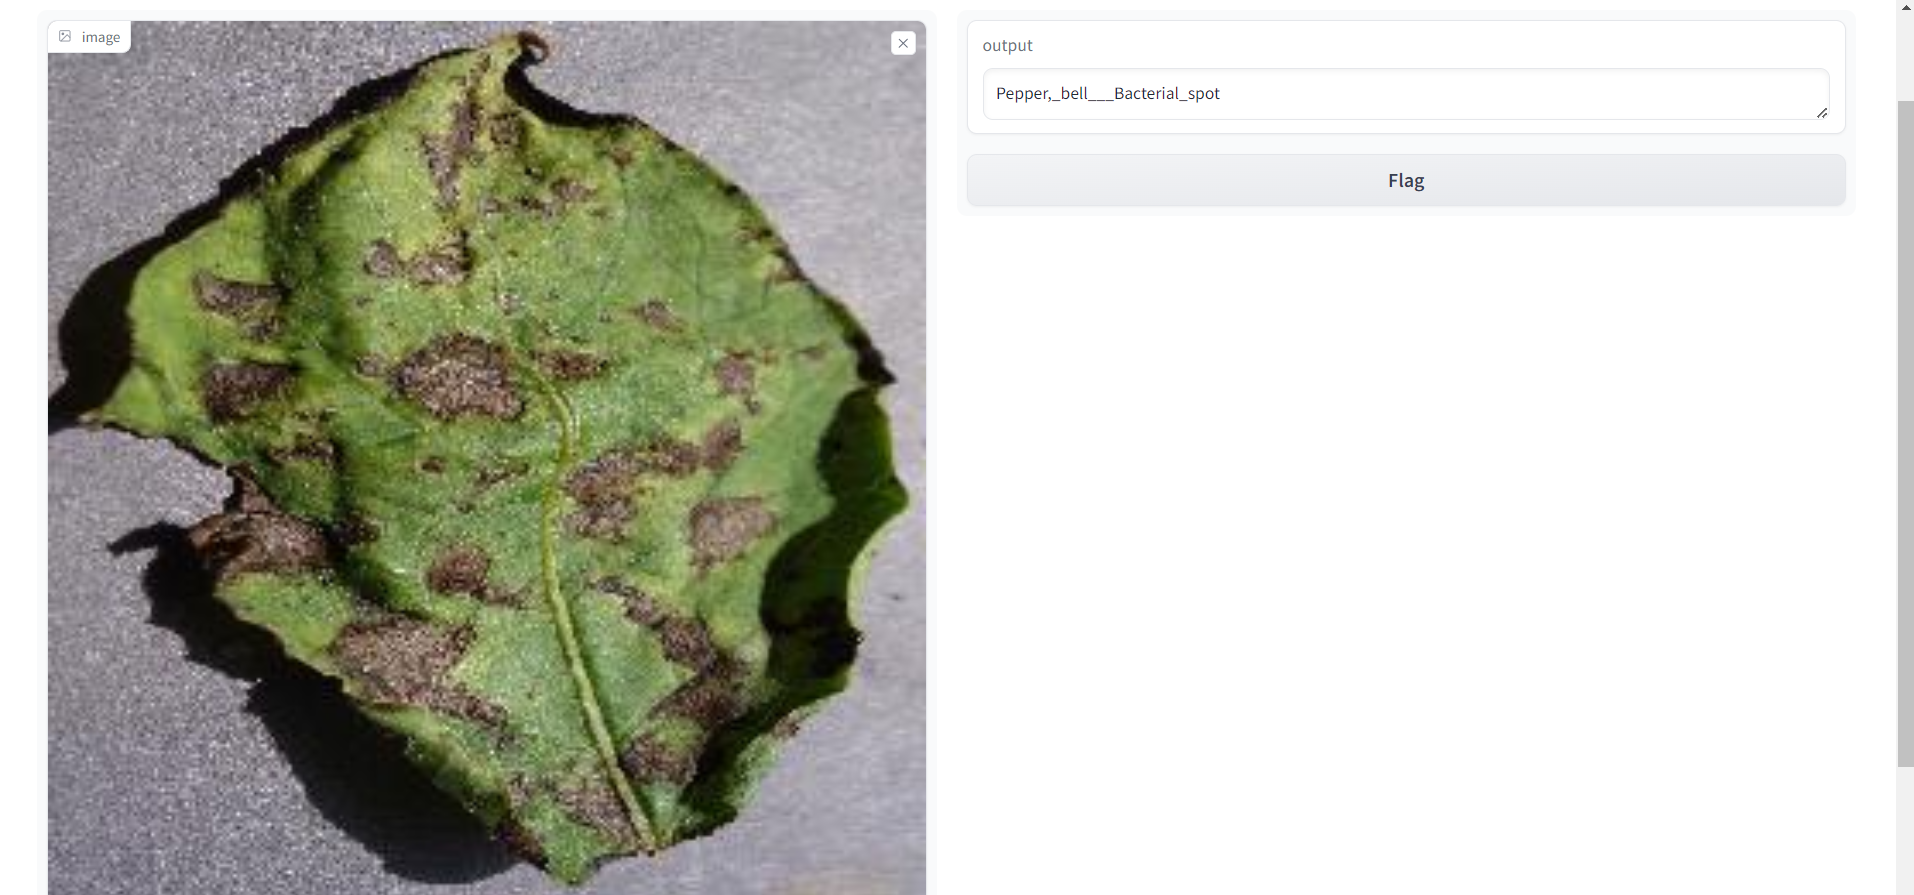 image
output
Pepper,_bell___Bacterial_spot
Flag